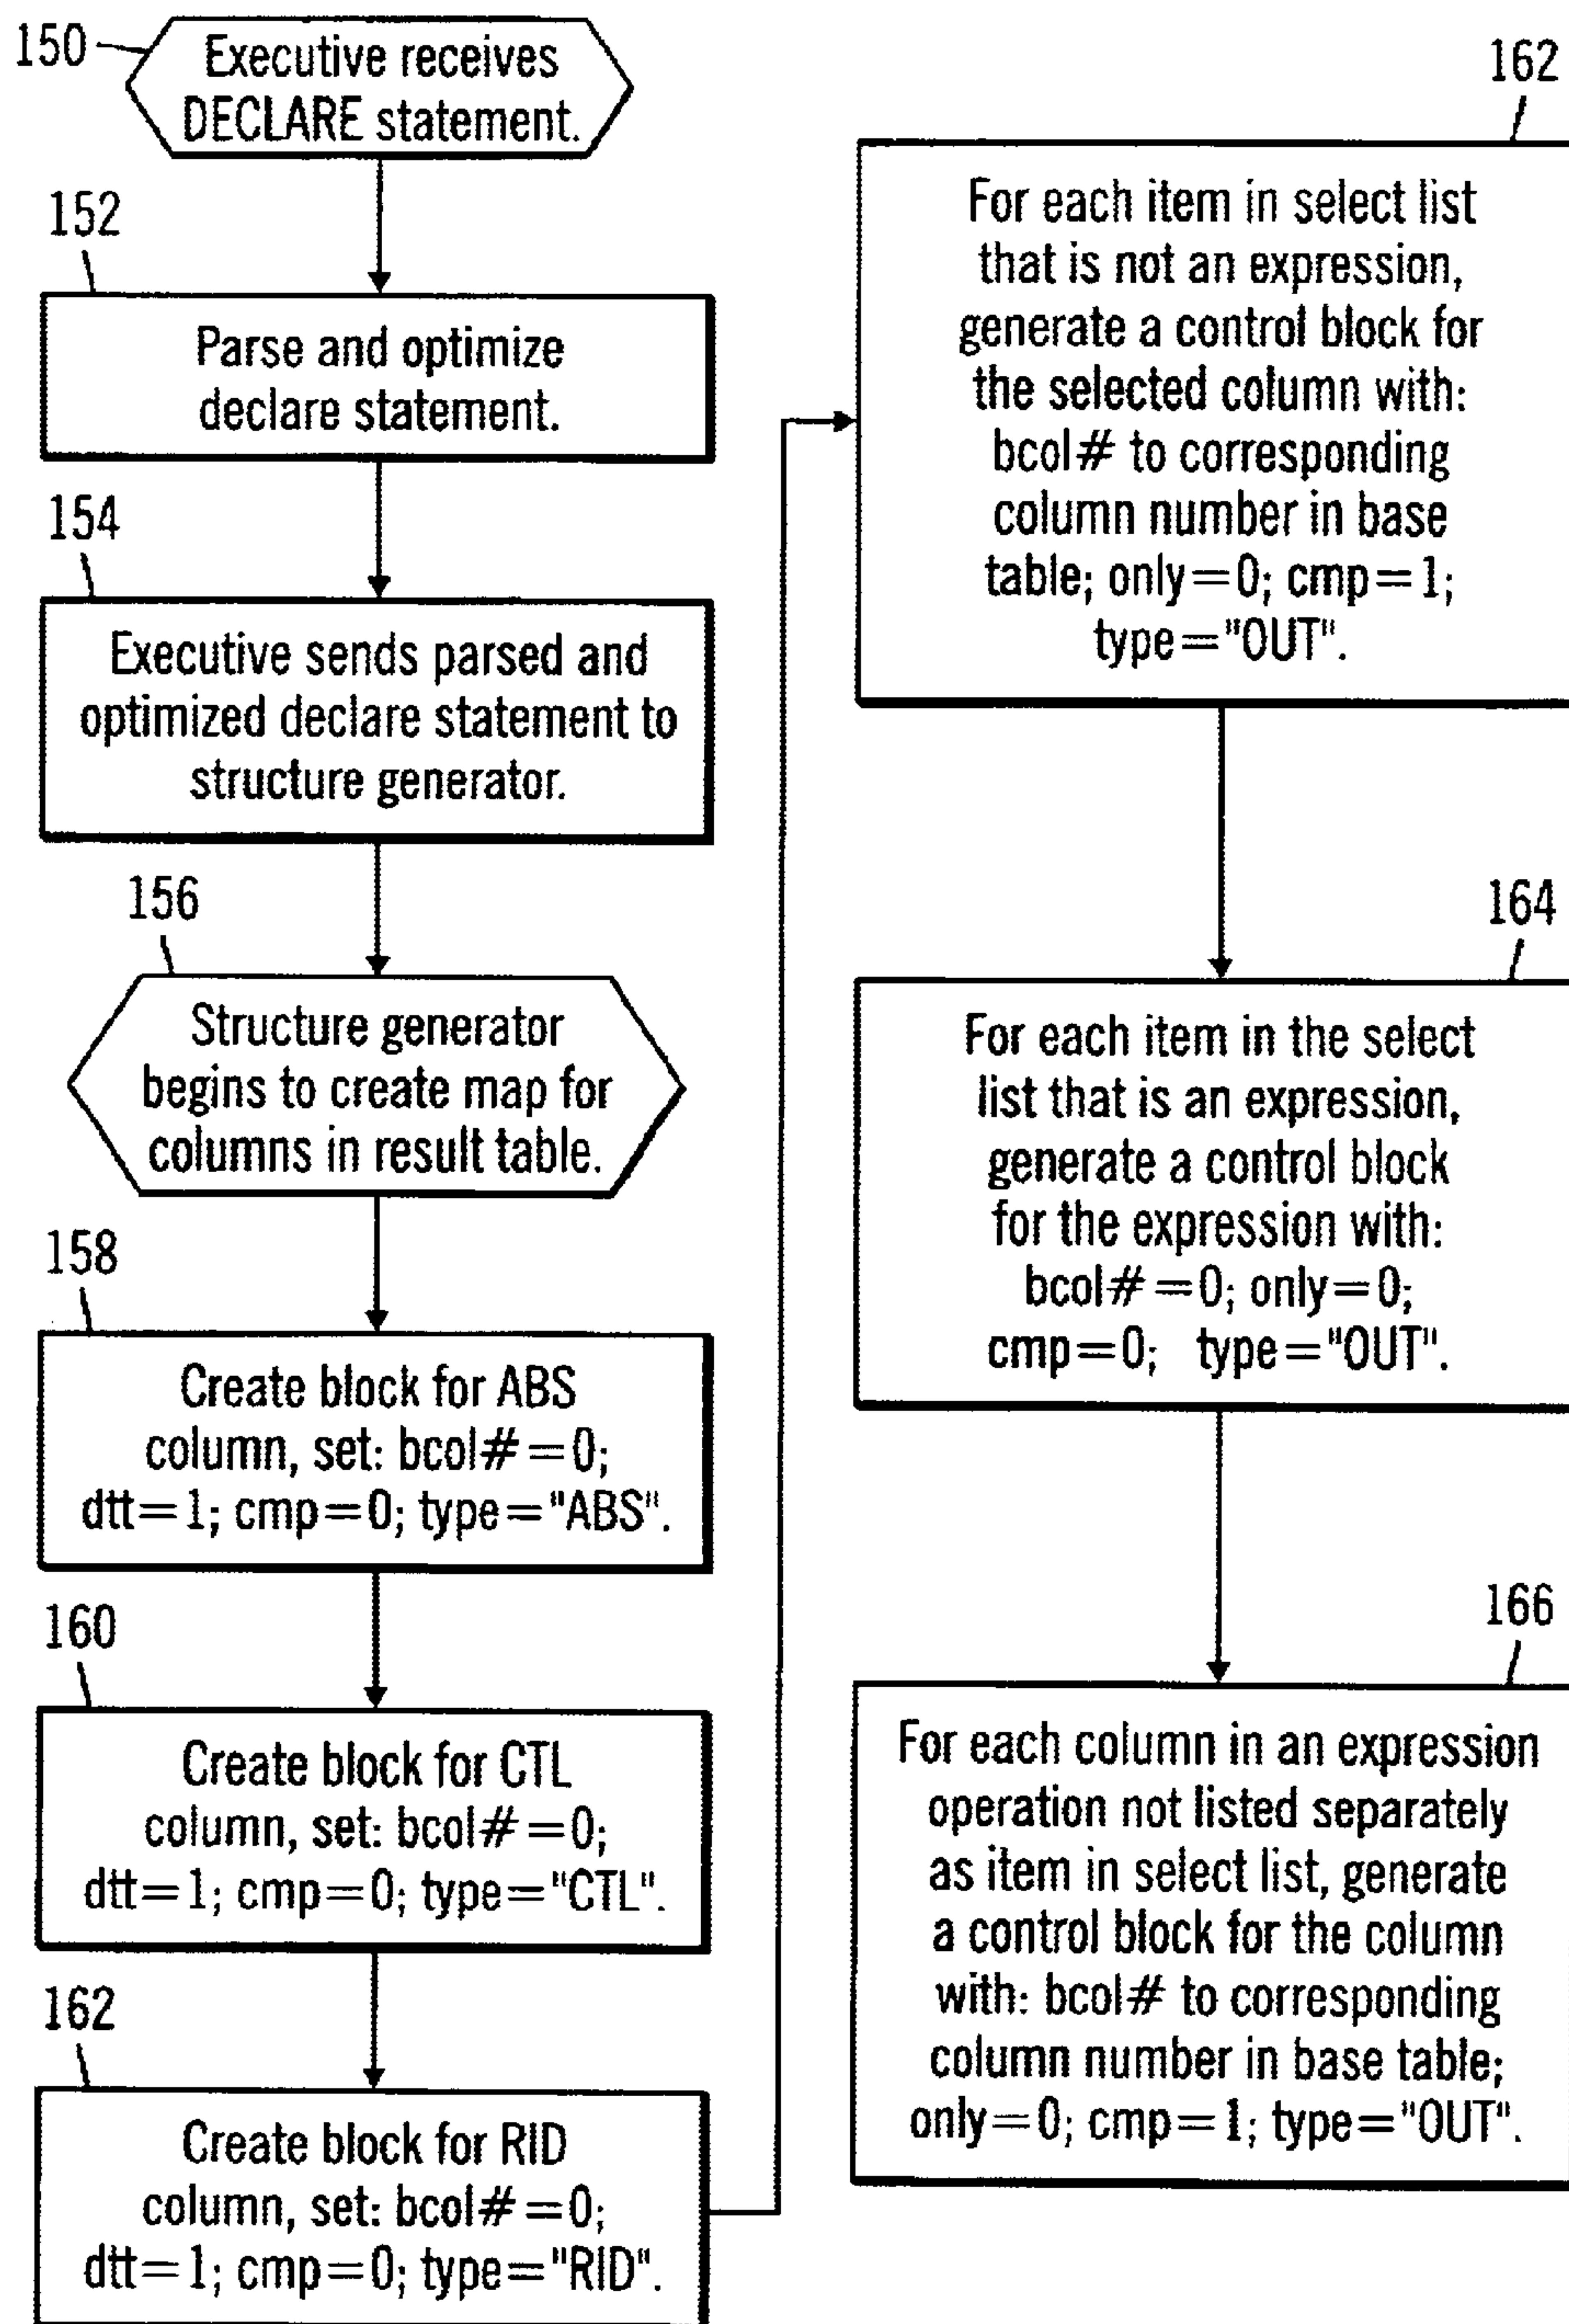 150
Executive receives
DECLARE statement.
152
Parse and optimize
declare statement.
154
Executive sends parsed and
optimized declare statement to
structure generator.
156
Structure generator
begins to create map for
columns in result table.
158
Create block for ABS
column, set: bcol#=0;
dtt=1; cmp=0; type="ABS".
160
Create block for CTL
column, set: bcol#=0;
dtt=1; cmp=0; type="CTL".
162
Create block for RID
column, set: bcol#=0;
dtt=1; cmp=0; type="RID".
162
For each item in select list
that is not an expression,
generate a control block for
the selected column with:
bcol# to corresponding
column number in base
table; only=0; cmp=1;
type="OUT".
164
For each item in the select
list that is an expression,
generate a control block
for the expression with:
bcol#=0; only=0;
cmp=0; type="OUT".
166
For each column in an expression
operation not listed separately
as item in select list, generate
a control block for the column
with: bcol# to corresponding
column number in base table;
only=0; cmp=1; type="OUT".